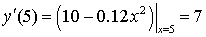 y′(5) = (10 − 0.12x²)|ₓ₌₅ = 7